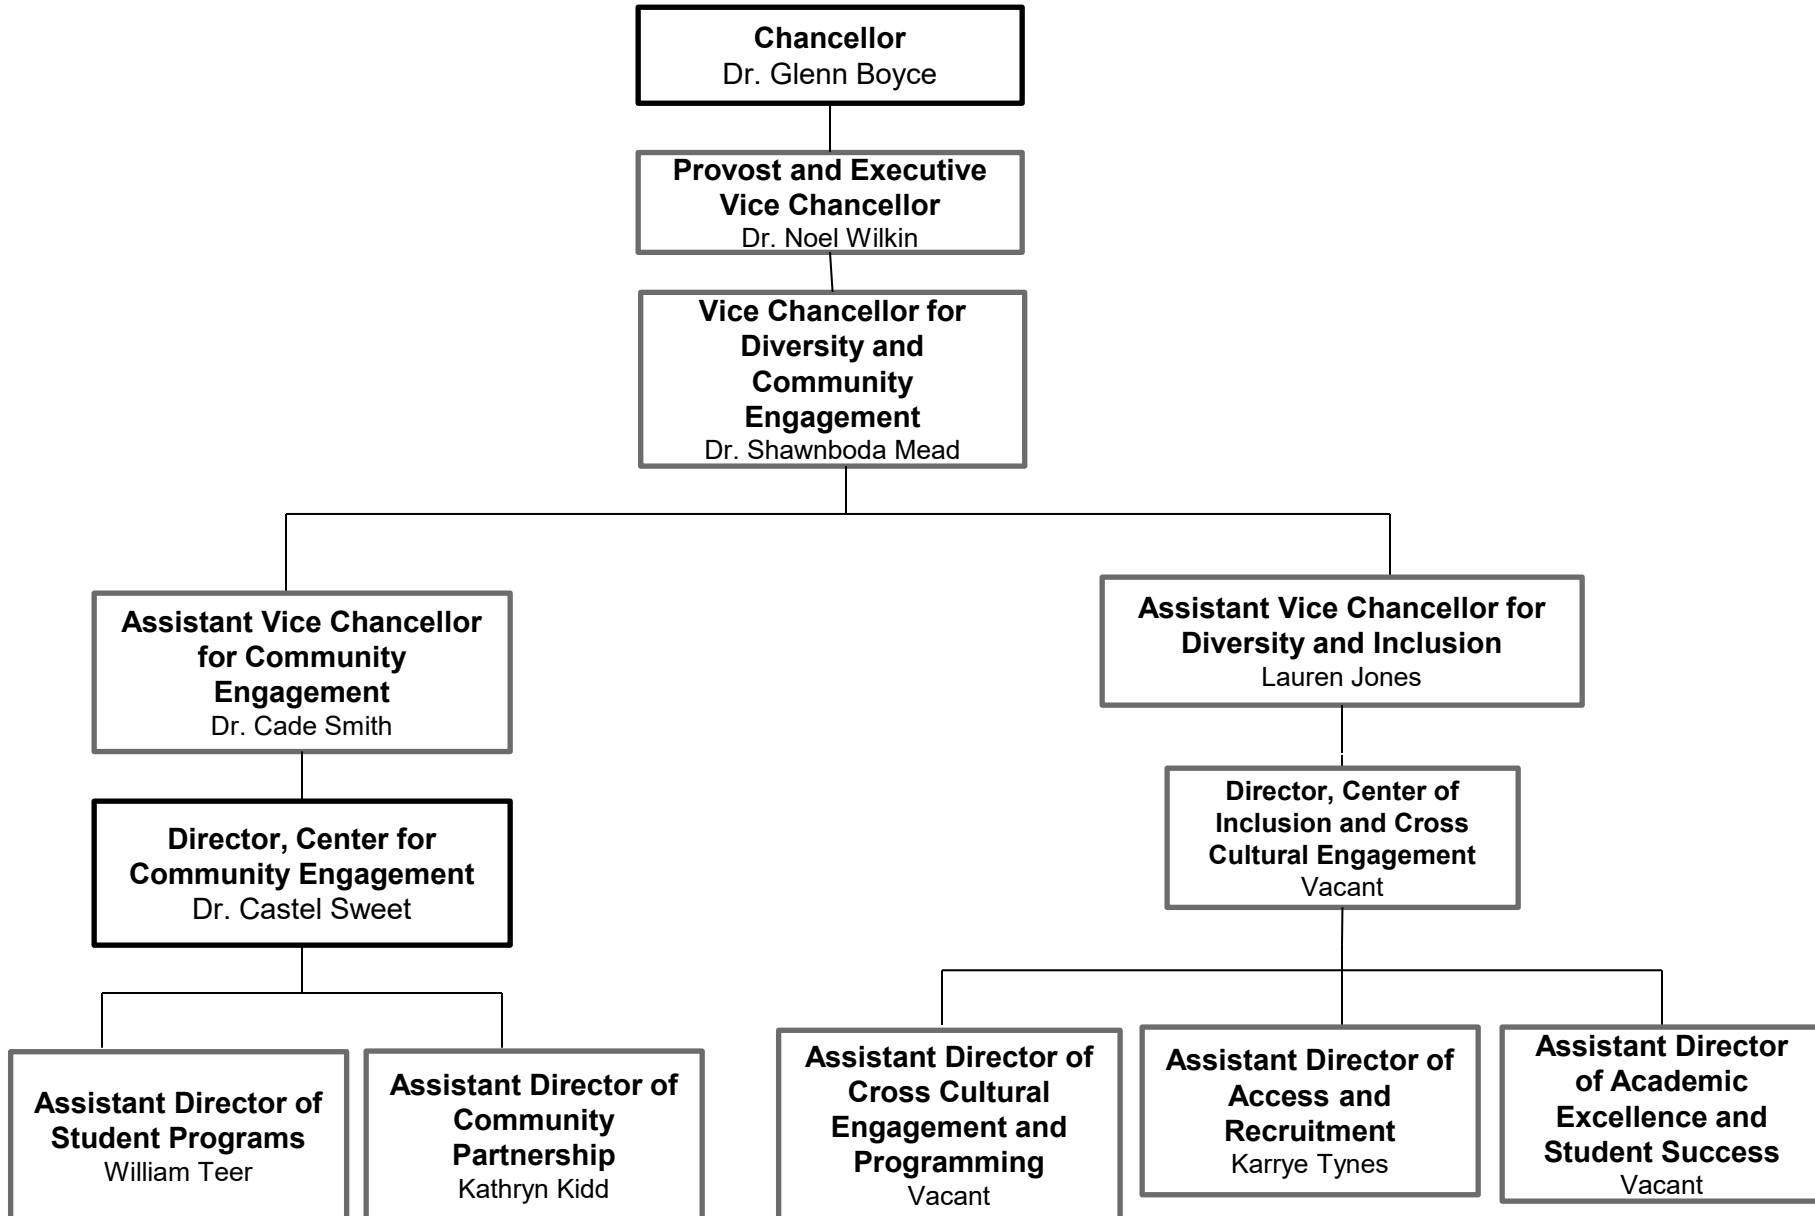 Chancellor
Dr. Glenn Boyce
Provost and Executive
Vice Chancellor
Dr. Noel Wilkin
Vice Chancellor for
Diversity and
Community
Engagement
Dr. Shawnboda Mead
Assistant Vice Chancellor
for Community
Engagement
Dr. Cade Smith
Assistant Vice Chancellor for
Diversity and Inclusion
Lauren Jones
Director, Center for
Community Engagement
Dr. Castel Sweet
Director, Center of
Inclusion and Cross
Cultural Engagement
Vacant
Assistant Director of
Student Programs
William Teer
Assistant Director of
Community
Partnership
Kathryn Kidd
Assistant Director of
Cross Cultural
Engagement and
Programming
Vacant
Assistant Director of
Access and
Recruitment
Karrye Tynes
Assistant Director
of Academic
Excellence and
Student Success
Vacant